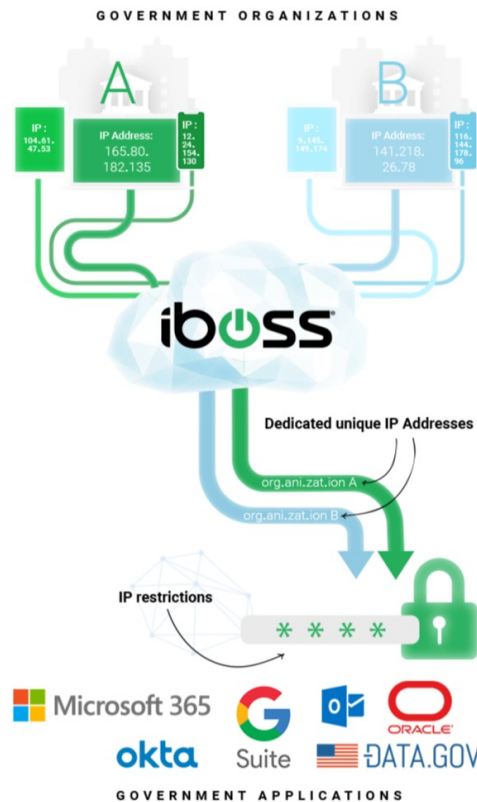 GOVERNMENT ORGANIZATIONS
A
B
IP :
104.61.
47.53
IP Address:
165.80.
182.135
IP :
12.
24.
154.
130
IP :
9.145.
149.174
IP Address:
141.218.
26.78
IP :
116.
144.
178.
96
iboss
Dedicated unique IP Addresses
org.ani.zat.ion A
org.ani.zat.ion B
IP restrictions
* * * *
Microsoft 365
G
Suite
O
ORACLE
okta
DATA.GOV
GOVERNMENT APPLICATIONS